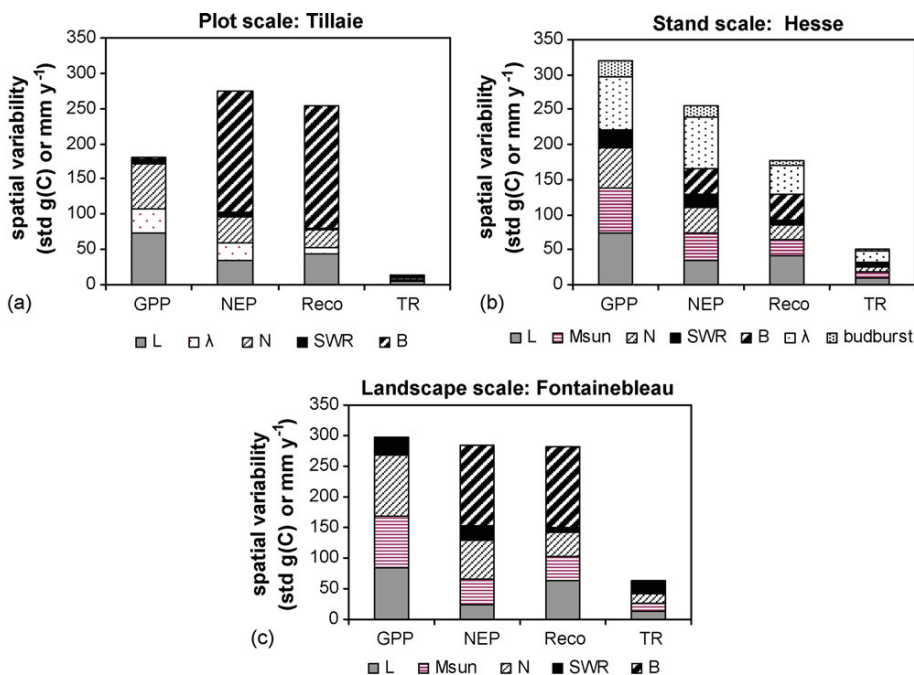 Plot scale: Tillaie
spatial variability
(std g(C) or mm y⁻¹)
350
300
250
200
150
100
50
0
GPP NEP Reco TR
(a)
L λ N SWR B
Stand scale: Hesse
spatial variability
(std g(C) or mm y⁻¹)
350
300
250
200
150
100
50
0
GPP NEP Reco TR
(b)
L Msun N SWR B λ budburst
Landscape scale: Fontainebleau
spatial variability
(std g(C) or mm y⁻¹)
350
300
250
200
150
100
50
0
GPP NEP Reco TR
(c)
L Msun N SWR B